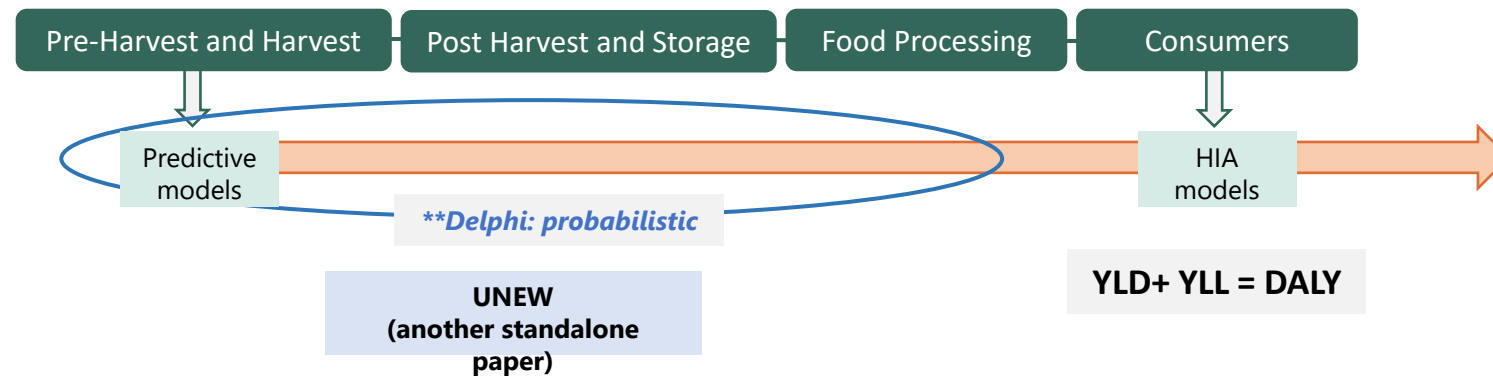 Pre-Harvest and Harvest
Post Harvest and Storage
Food Processing
Consumers
Predictive
models
HIA
models
**Delphi: probabilistic
YLD+ YLL = DALY
UNEW
(another standalone
paper)